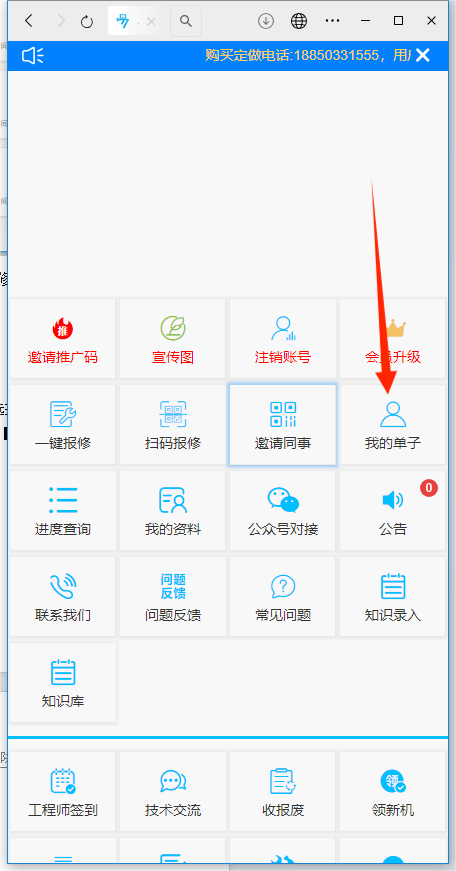 购买定做电话:18850331555，用户
推
邀请推广码
宣传图
注销账号
会员升级
一键报修
扫码报修
邀请同事
我的单子
0
进度查询
我的资料
公众号对接
公告
问题
反馈
联系我们
问题反馈
常见问题
知识录入
知识库
领
工程师签到
技术交流
收报废
领新机